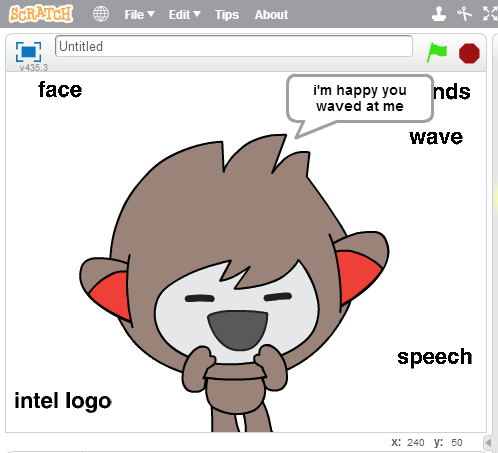 SCRATCH File Edit Tips About
Untitled
v435.3
face
i'm happy you
waved at me
nds
wave
speech
intel logo
x: 240 y: 50